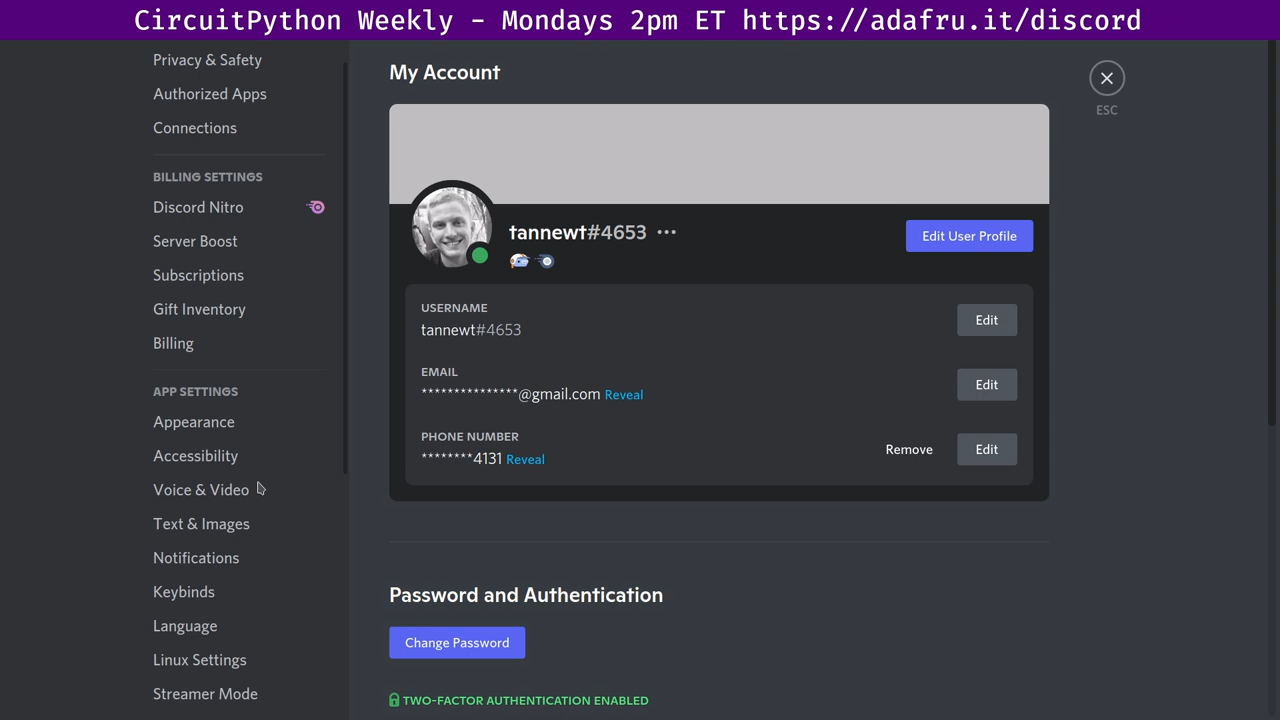 CircuitPython Weekly - Mondays 2pm ET https://adafru.it/discord
Privacy & Safety
Authorized Apps
Connections
BILLING SETTINGS
Discord Nitro
Server Boost
Subscriptions
Gift Inventory
Billing
APP SETTINGS
Appearance
Accessibility
Voice & Video
Text & Images
Notifications
Keybinds
Language
Linux Settings
Streamer Mode
My Account
ESC
tannewt#4653
Edit User Profile
USERNAME
tannewt#4653
Edit
EMAIL
***************@gmail.com Reveal
Edit
PHONE NUMBER
********4131 Reveal
Remove
Edit
Password and Authentication
Change Password
TWO-FACTOR AUTHENTICATION ENABLED